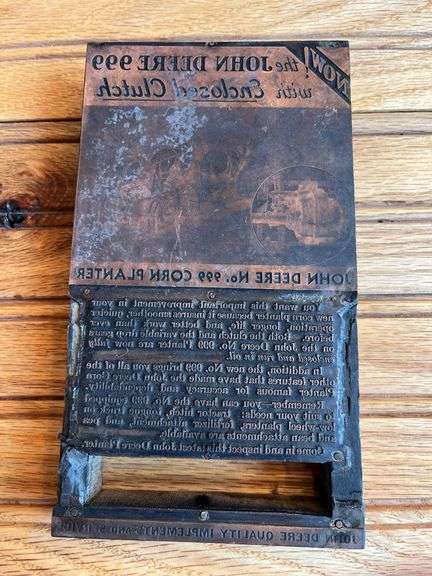 NOW!
the JOHN DEERE 999
with Enclosed Clutch
JOHN DEERE No. 999 CORN PLANTER
You want this important improvement in your
new corn planter because it insures smoother, quieter
operation, longer life, and better work than ever
before. Both the clutch and the variable drop gears
on the John Deere No. 999 Planter are now fully
enclosed and run in oil.
In addition, the new No. 999 brings you all of the
other features that have made the John Deere Corn
Planter famous for accuracy and dependability.
Remember—you can have the No. 999 equipped
to suit your needs: tractor hitch, tongue truck on
two-wheel planter, fertilizer attachment, and pea
and bean attachments are available.
Come in and inspect this latest John Deere Planter.
JOHN DEERE QUALITY IMPLEMENTS AND SERVICE